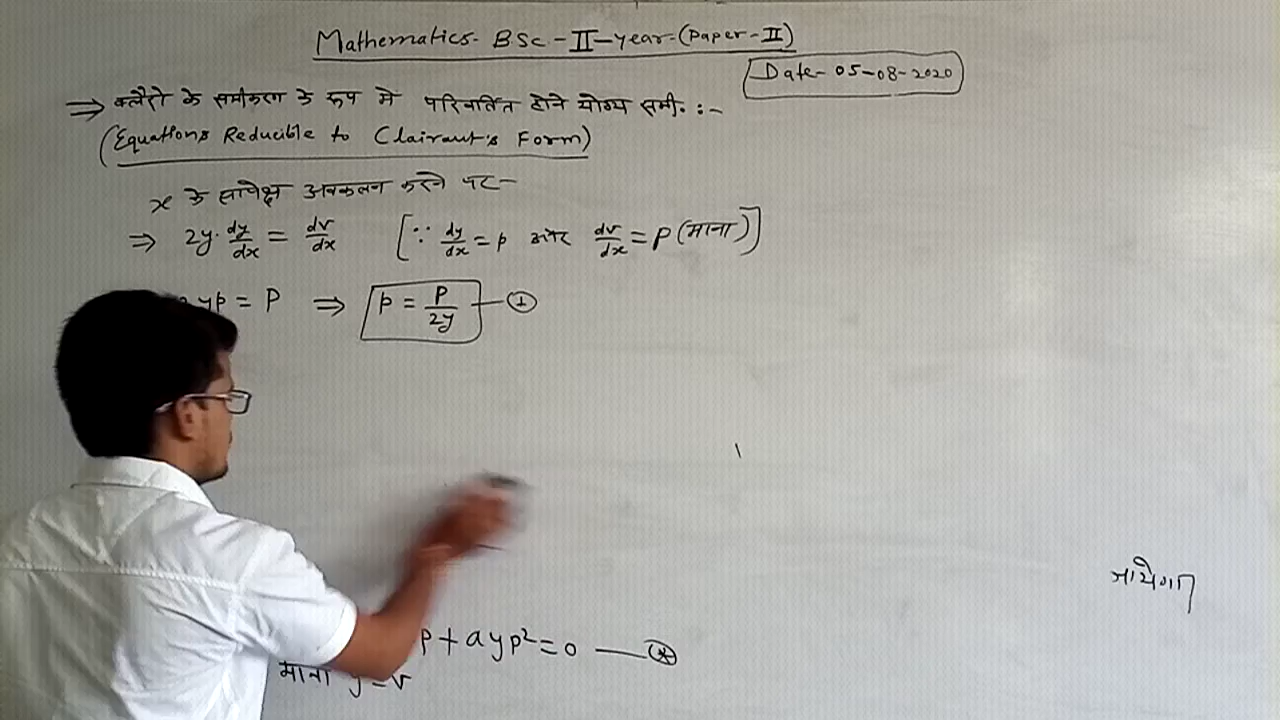 Mathematics - BSc - II - year - (Paper - II)
Date - 05-08-2020
⇒ क्लैरो के समीकरण के रूप मे परिवर्तित होने योग्य समी. :-
(Equations Reducible to Clairaut's Form)
x के सापेक्ष अवकलन करने पर -
⇒ 2y. dy/dx = dv/dx [∵ dy/dx = p और dv/dx = P (माना)]
yp = P ⇒ p = P/2y — ①
जायेगा
p + ayp² = 0 —
माना y = v